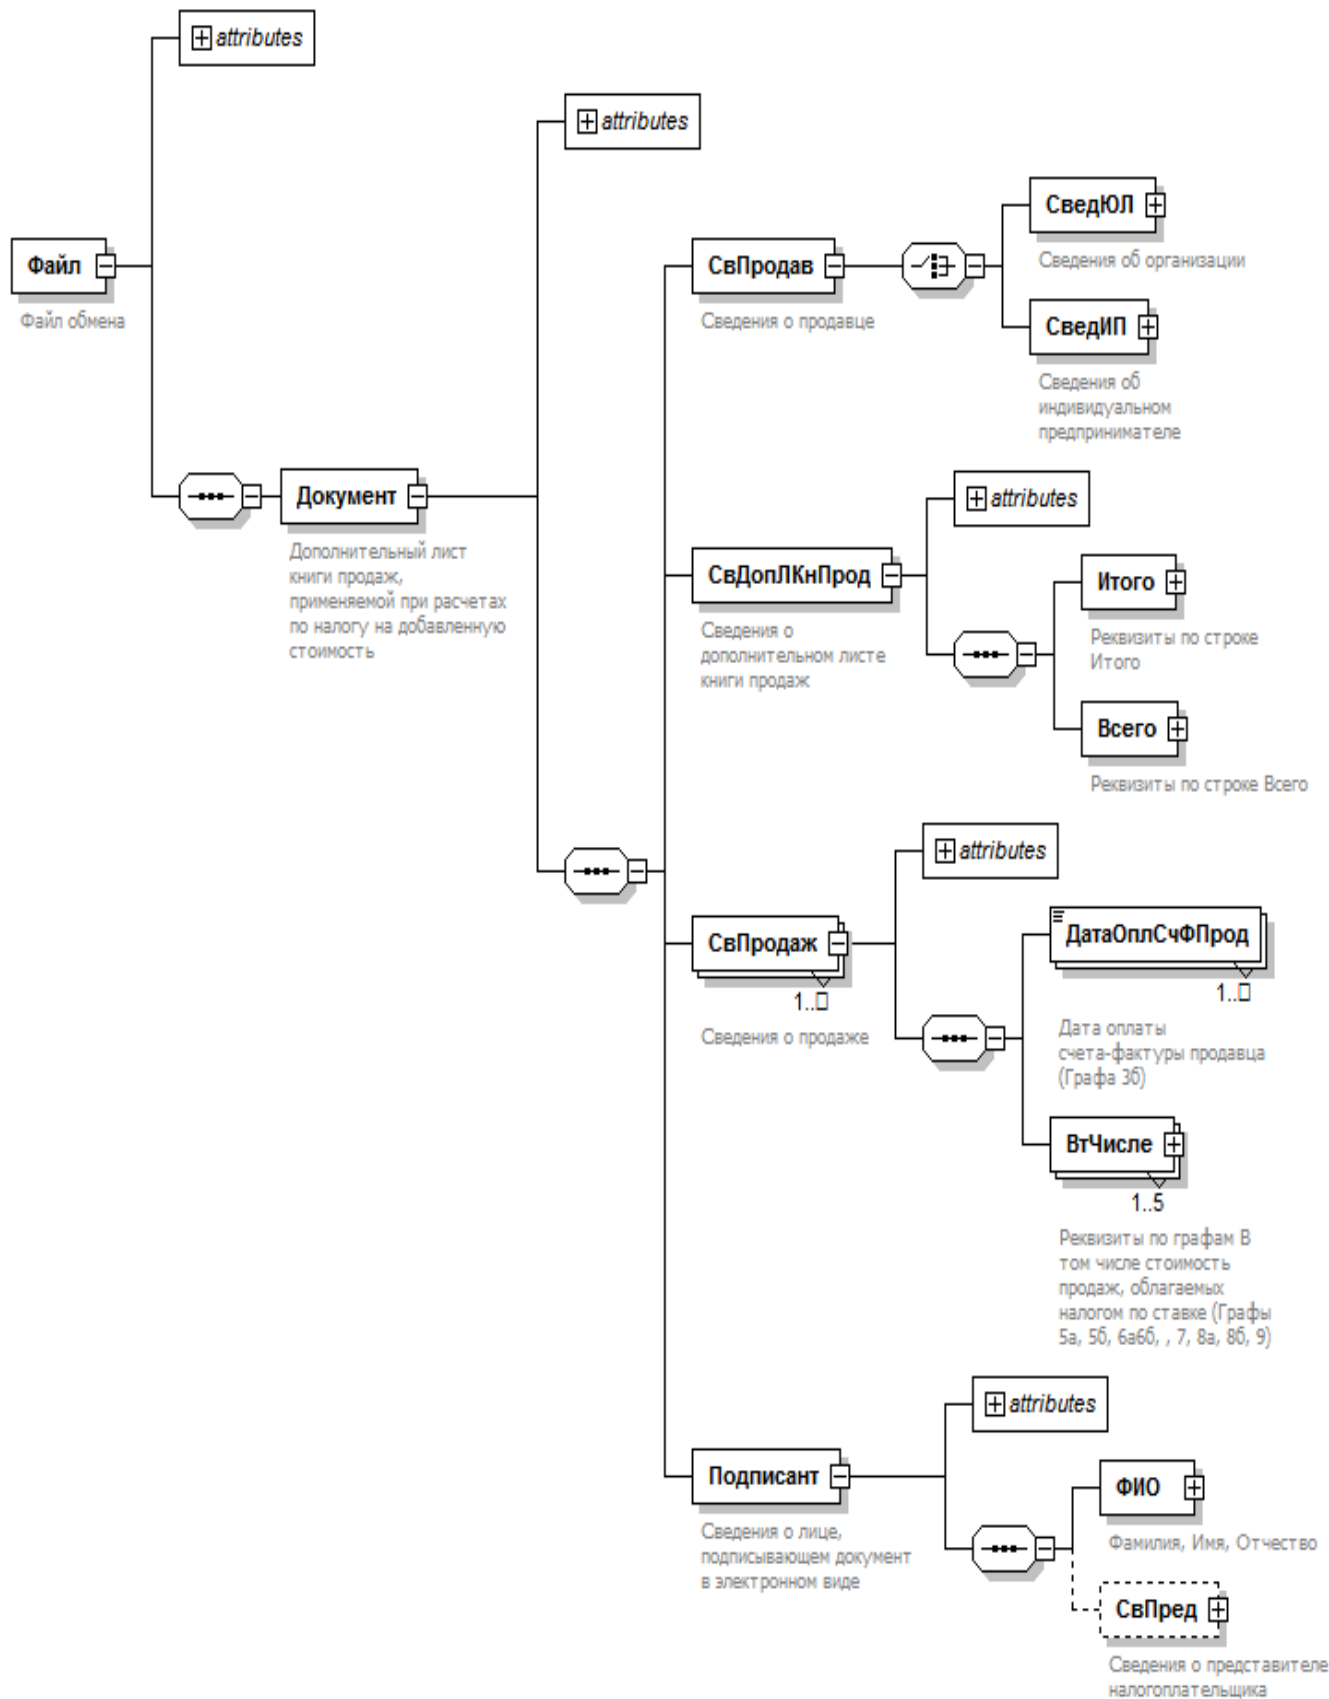 attributes
attributes
Файл
Файл обмена
СвПродав
Сведения о продавце
СведЮЛ
Сведения об организации
СведИП
Сведения об
индивидуальном
предпринимателе
Документ
Дополнительный лист
книги продаж,
применяемой при расчетах
по налогу на добавленную
стоимость
attributes
СвДопЛКнПрод
Сведения о
дополнительном листе
книги продаж
Итого
Реквизиты по строке
Итого
Всего
Реквизиты по строке Всего
attributes
СвПродаж
1..□
Сведения о продаже
ДатаОплСчФПрод
1..□
Дата оплаты
счета-фактуры продавца
(Графа 3б)
ВтЧисле
1..5
Реквизиты по графам В
том числе стоимость
продаж, облагаемых
налогом по ставке (Графы
5а, 5б, 6а6б, , 7, 8а, 8б, 9)
attributes
Подписант
Сведения о лице,
подписывающем документ
в электронном виде
ФИО
Фамилия, Имя, Отчество
СвПред
Сведения о представителе
налогоплательщика